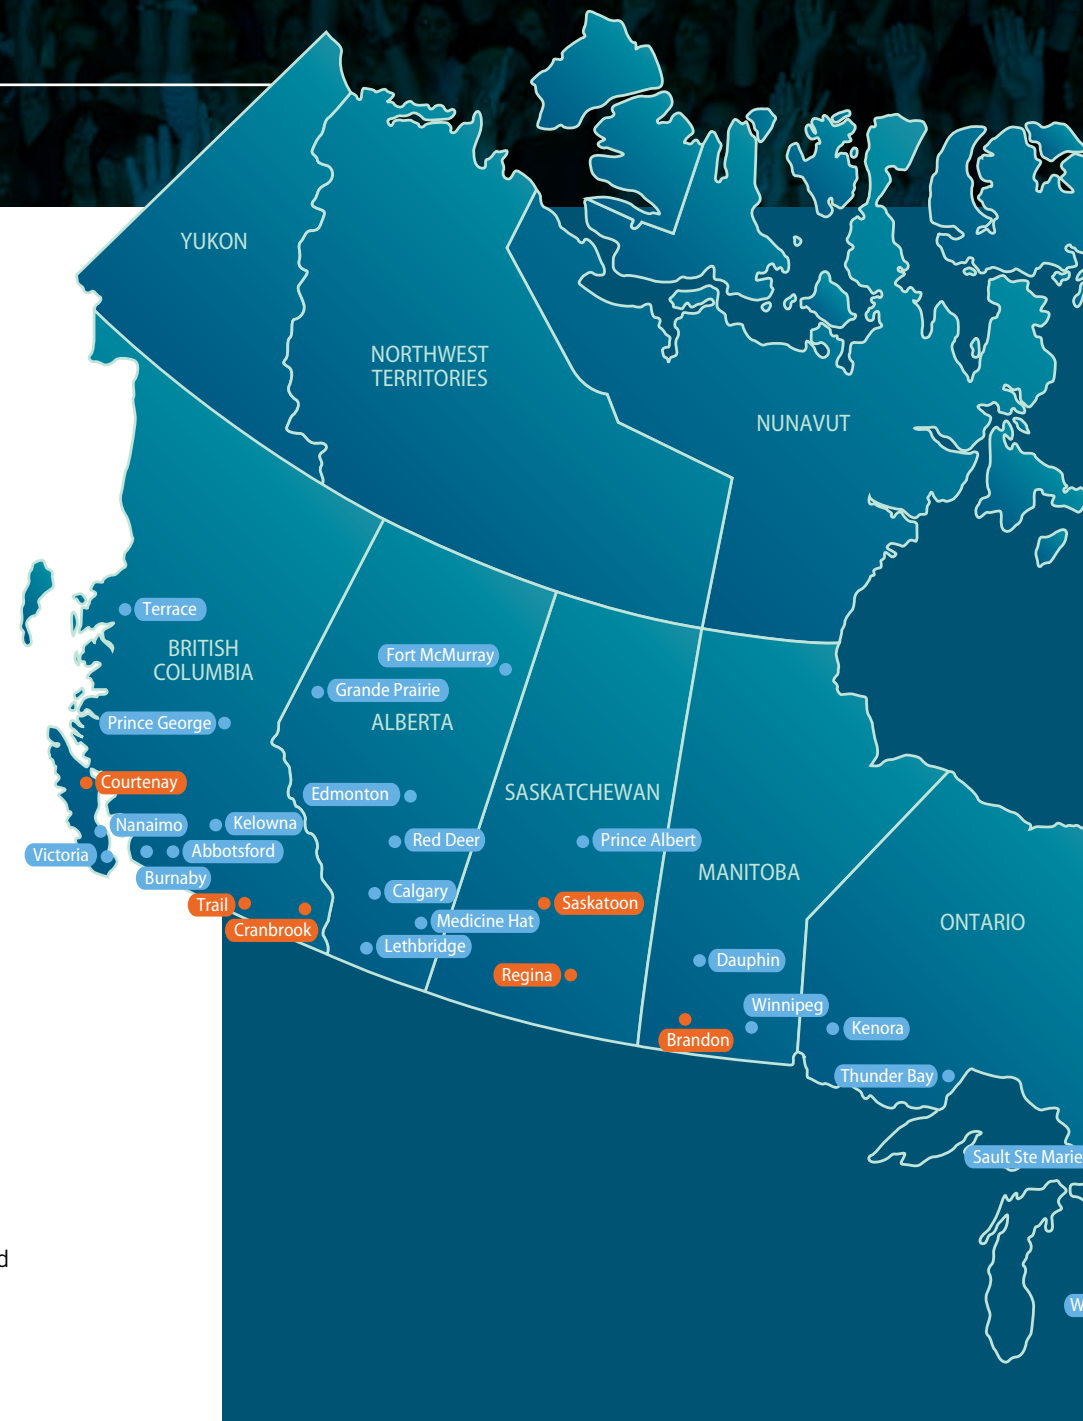 YUKON
NORTHWEST
TERRITORIES
NUNAVUT
Terrace
BRITISH
COLUMBIA
Fort McMurray
Grande Prairie
Prince George
ALBERTA
Courtenay
Edmonton
SASKATCHEWAN
Nanaimo
Kelowna
Red Deer
Prince Albert
Victoria
Abbotsford
Burnaby
MANITOBA
Calgary
Trail
Saskatoon
Medicine Hat
ONTARIO
Cranbrook
Lethbridge
Dauphin
Regina
Winnipeg
Kenora
Brandon
Thunder Bay
Sault Ste Marie
d
W